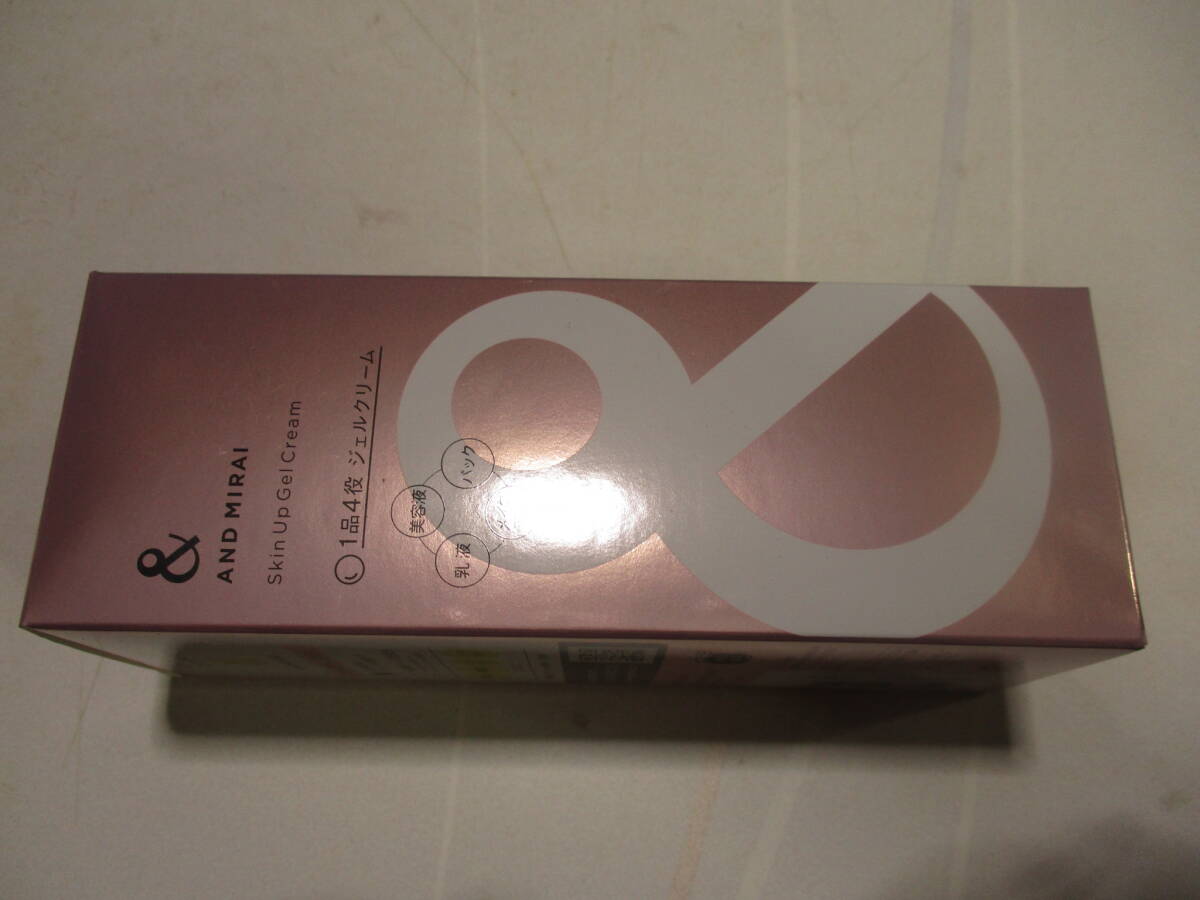 &
AND MIRAI
Skin Up Gel Cream
1品4役 ジェルクリーム
美容液
パック
乳液